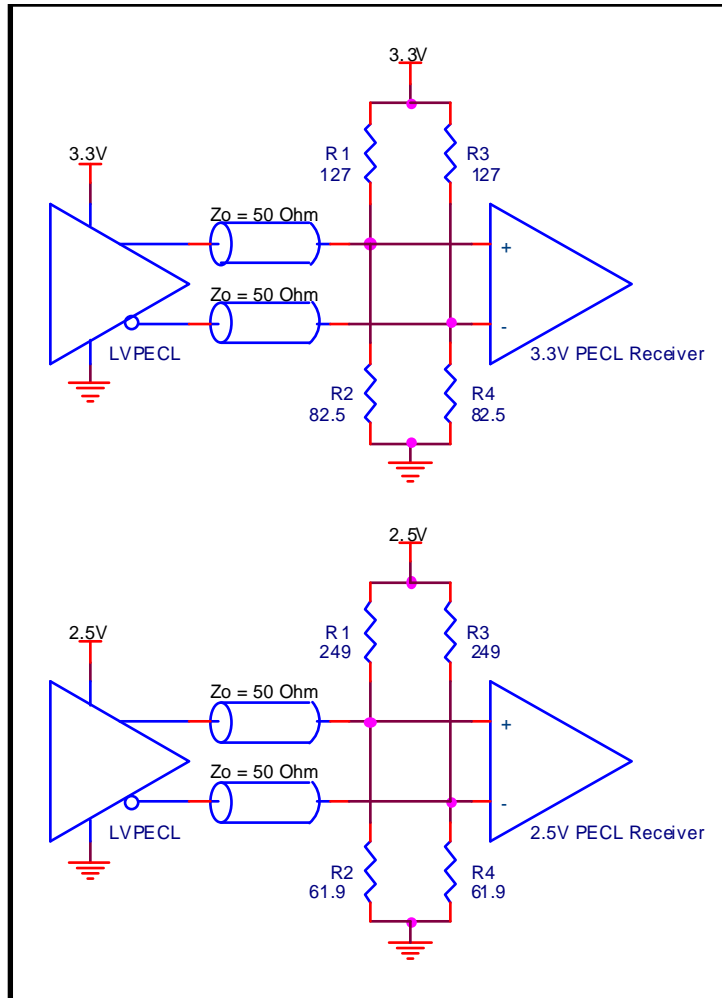 3.3V
3.3V
R1
127
R3
127
Zo = 50 Ohm
+
Zo = 50 Ohm
-
LVPECL
3.3V PECL Receiver
R2
82.5
R4
82.5
2.5V
2.5V
R1
249
R3
249
Zo = 50 Ohm
+
Zo = 50 Ohm
-
LVPECL
2.5V PECL Receiver
R2
61.9
R4
61.9